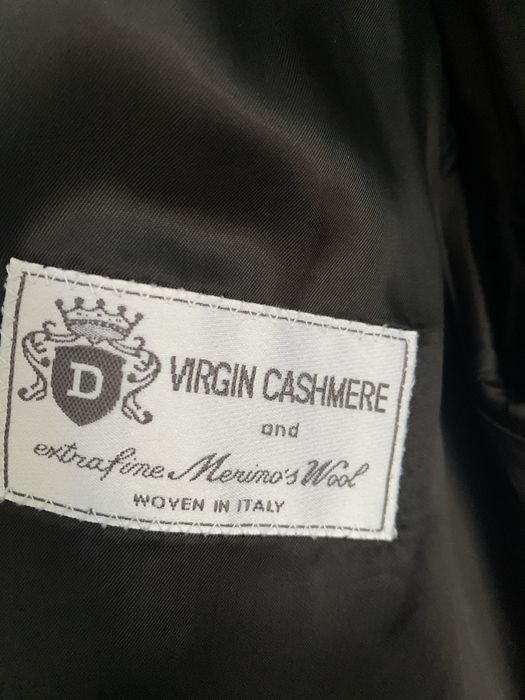 D
VIRGIN CASHMERE
and
extrafine Merino's Wool
WOVEN IN ITALY